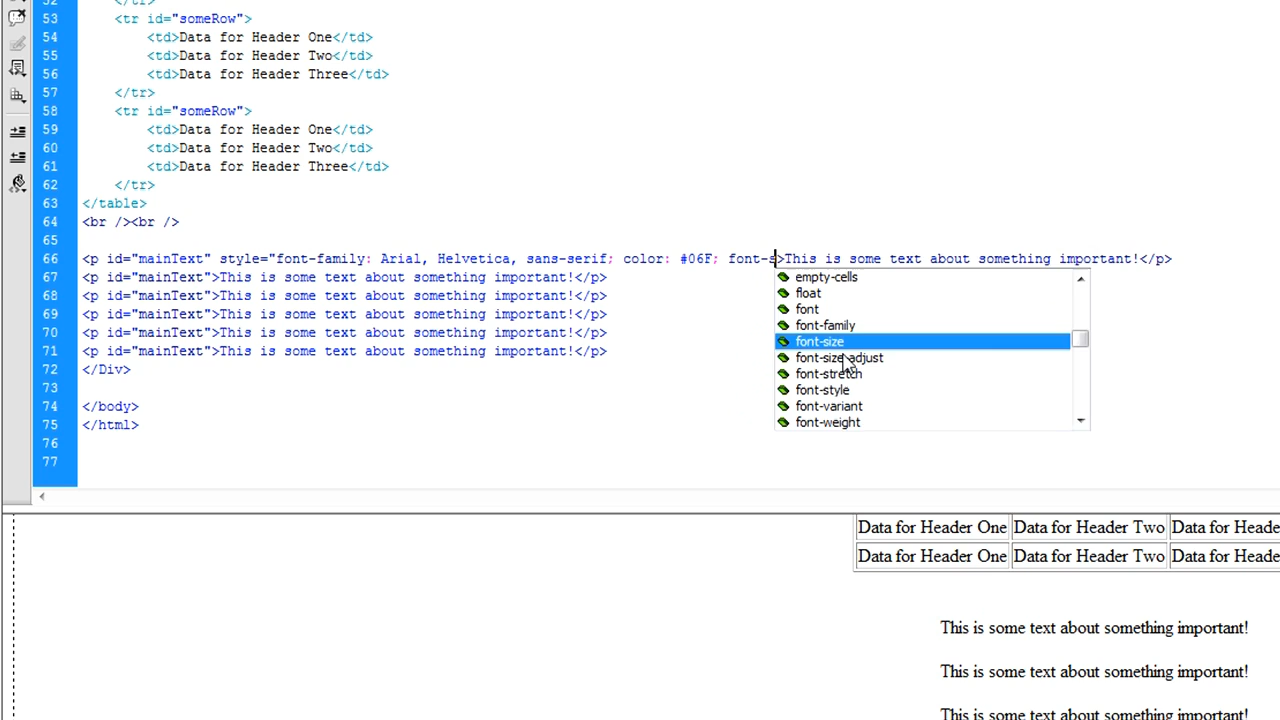 52 </tr>
53 <tr id="someRow">
54 <td>Data for Header One</td>
55 <td>Data for Header Two</td>
56 <td>Data for Header Three</td>
57 </tr>
58 <tr id="someRow">
59 <td>Data for Header One</td>
60 <td>Data for Header Two</td>
61 <td>Data for Header Three</td>
62 </tr>
63 </table>
64 <br /><br />
65
66 <p id="mainText" style="font-family: Arial, Helvetica, sans-serif; color: #06F; font-s>This is some text about something important!</p>
67 <p id="mainText">This is some text about something important!</p>
68 <p id="mainText">This is some text about something important!</p>
69 <p id="mainText">This is some text about something important!</p>
70 <p id="mainText">This is some text about something important!</p>
71 <p id="mainText">This is some text about something important!</p>
72 </Div>
73
74 </body>
75 </html>
76
77
empty-cells
float
font
font-family
font-size
font-size-adjust
font-stretch
font-style
font-variant
font-weight
Data for Header One Data for Header Two Data for Heade
Data for Header One Data for Header Two Data for Heade
This is some text about something important!
This is some text about something important!
This is some text about something important!